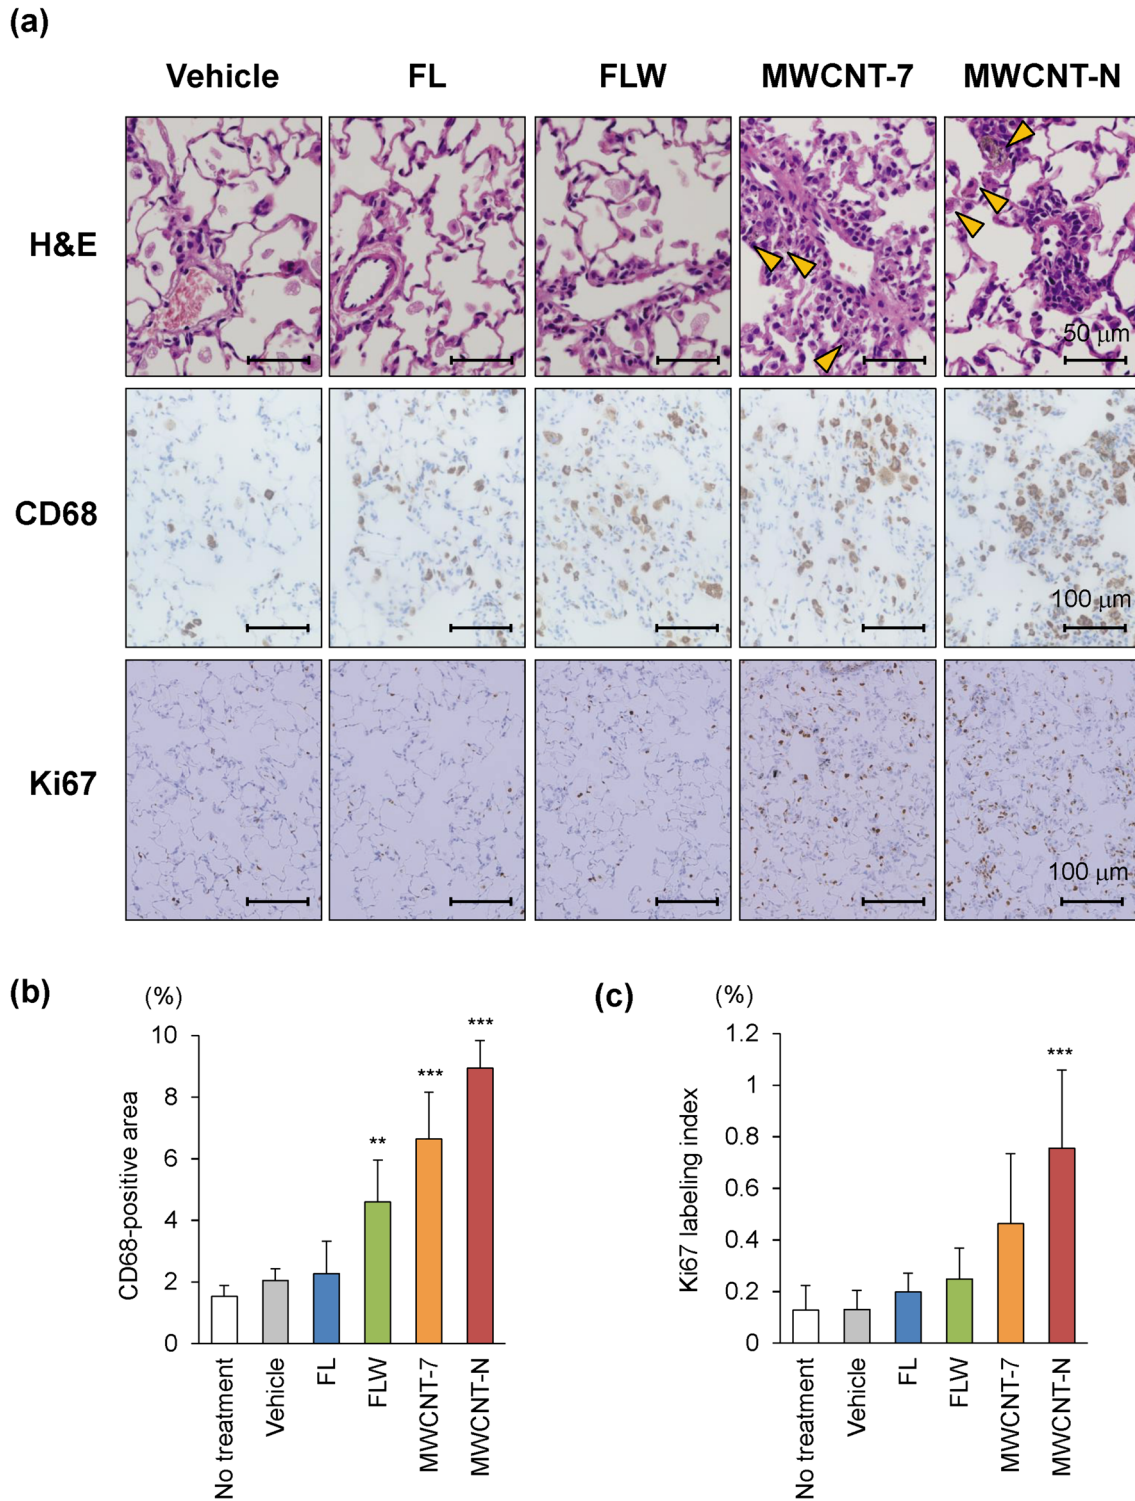 (a)
Vehicle FL FLW MWCNT-7 MWCNT-N
H&E
50 μm
CD68
100 μm
Ki67
100 μm
(b)
(%)
CD68-positive area
10
8
6
4
2
0
**
***
***
No treatment
Vehicle
FL
FLW
MWCNT-7
MWCNT-N
(c)
(%)
Ki67 labeling index
1.2
1
0.8
0.6
0.4
0.2
0
***
No treatment
Vehicle
FL
FLW
MWCNT-7
MWCNT-N